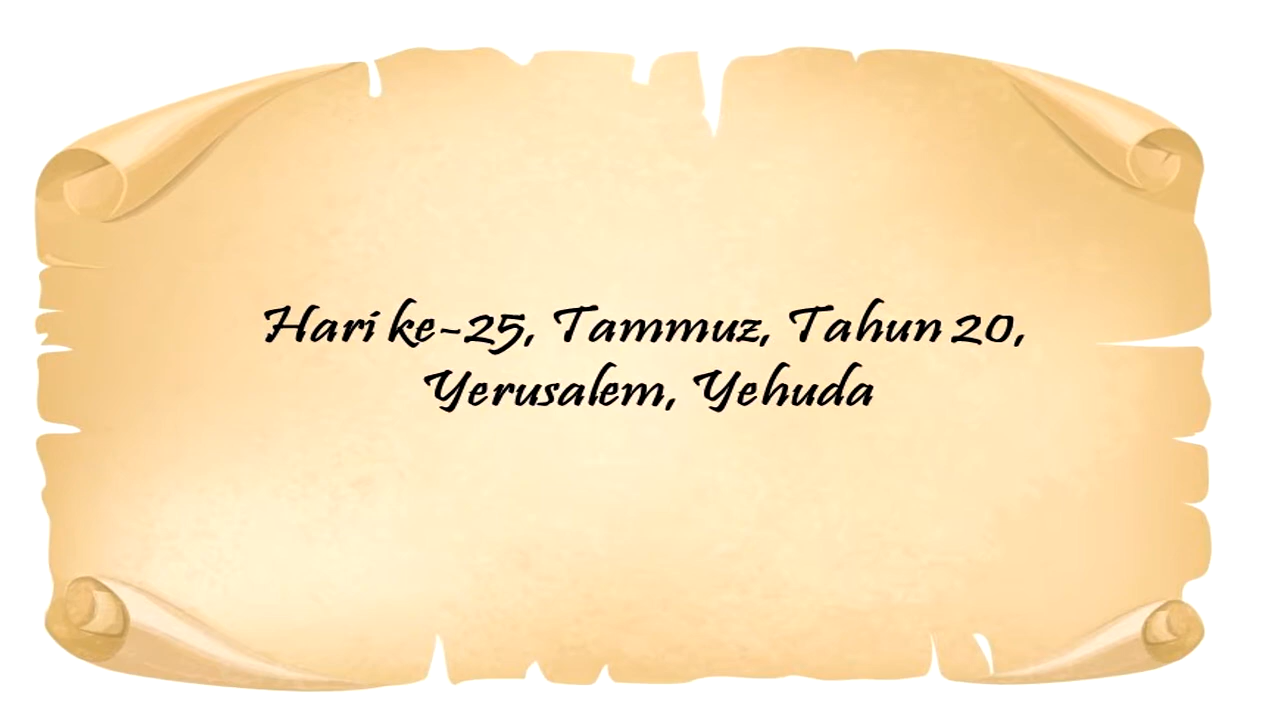 Hari ke-25, Tammuz, Tahun 20,
Yerusalem, Yehuda